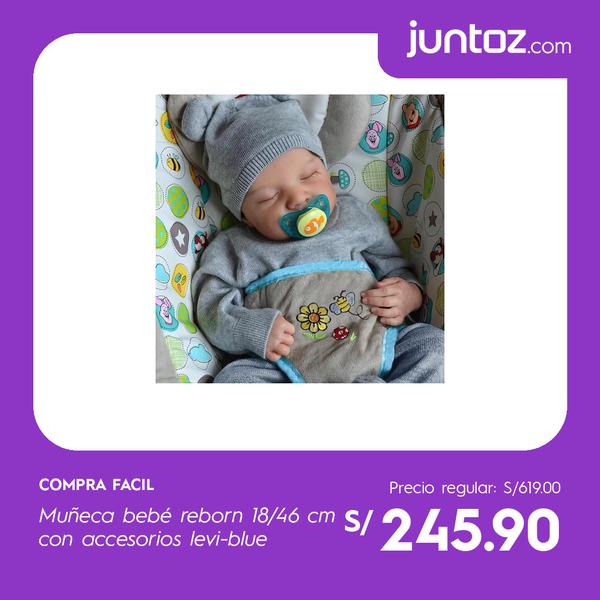 juntoz.com
COMPRA FACIL
Muñeca bebé reborn 18/46 cm
con accesorios levi-blue
Precio regular: S/619.00
S/ 245.90